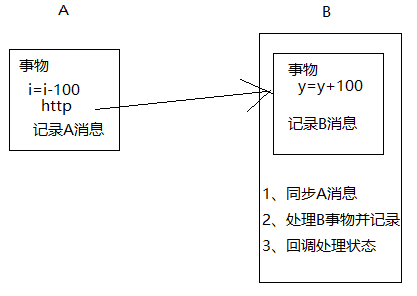 A
事物
i=i-100
http
记录A消息
B
事物
y=y+100
记录B消息
1、同步A消息
2、处理B事物并记录
3、回调处理状态